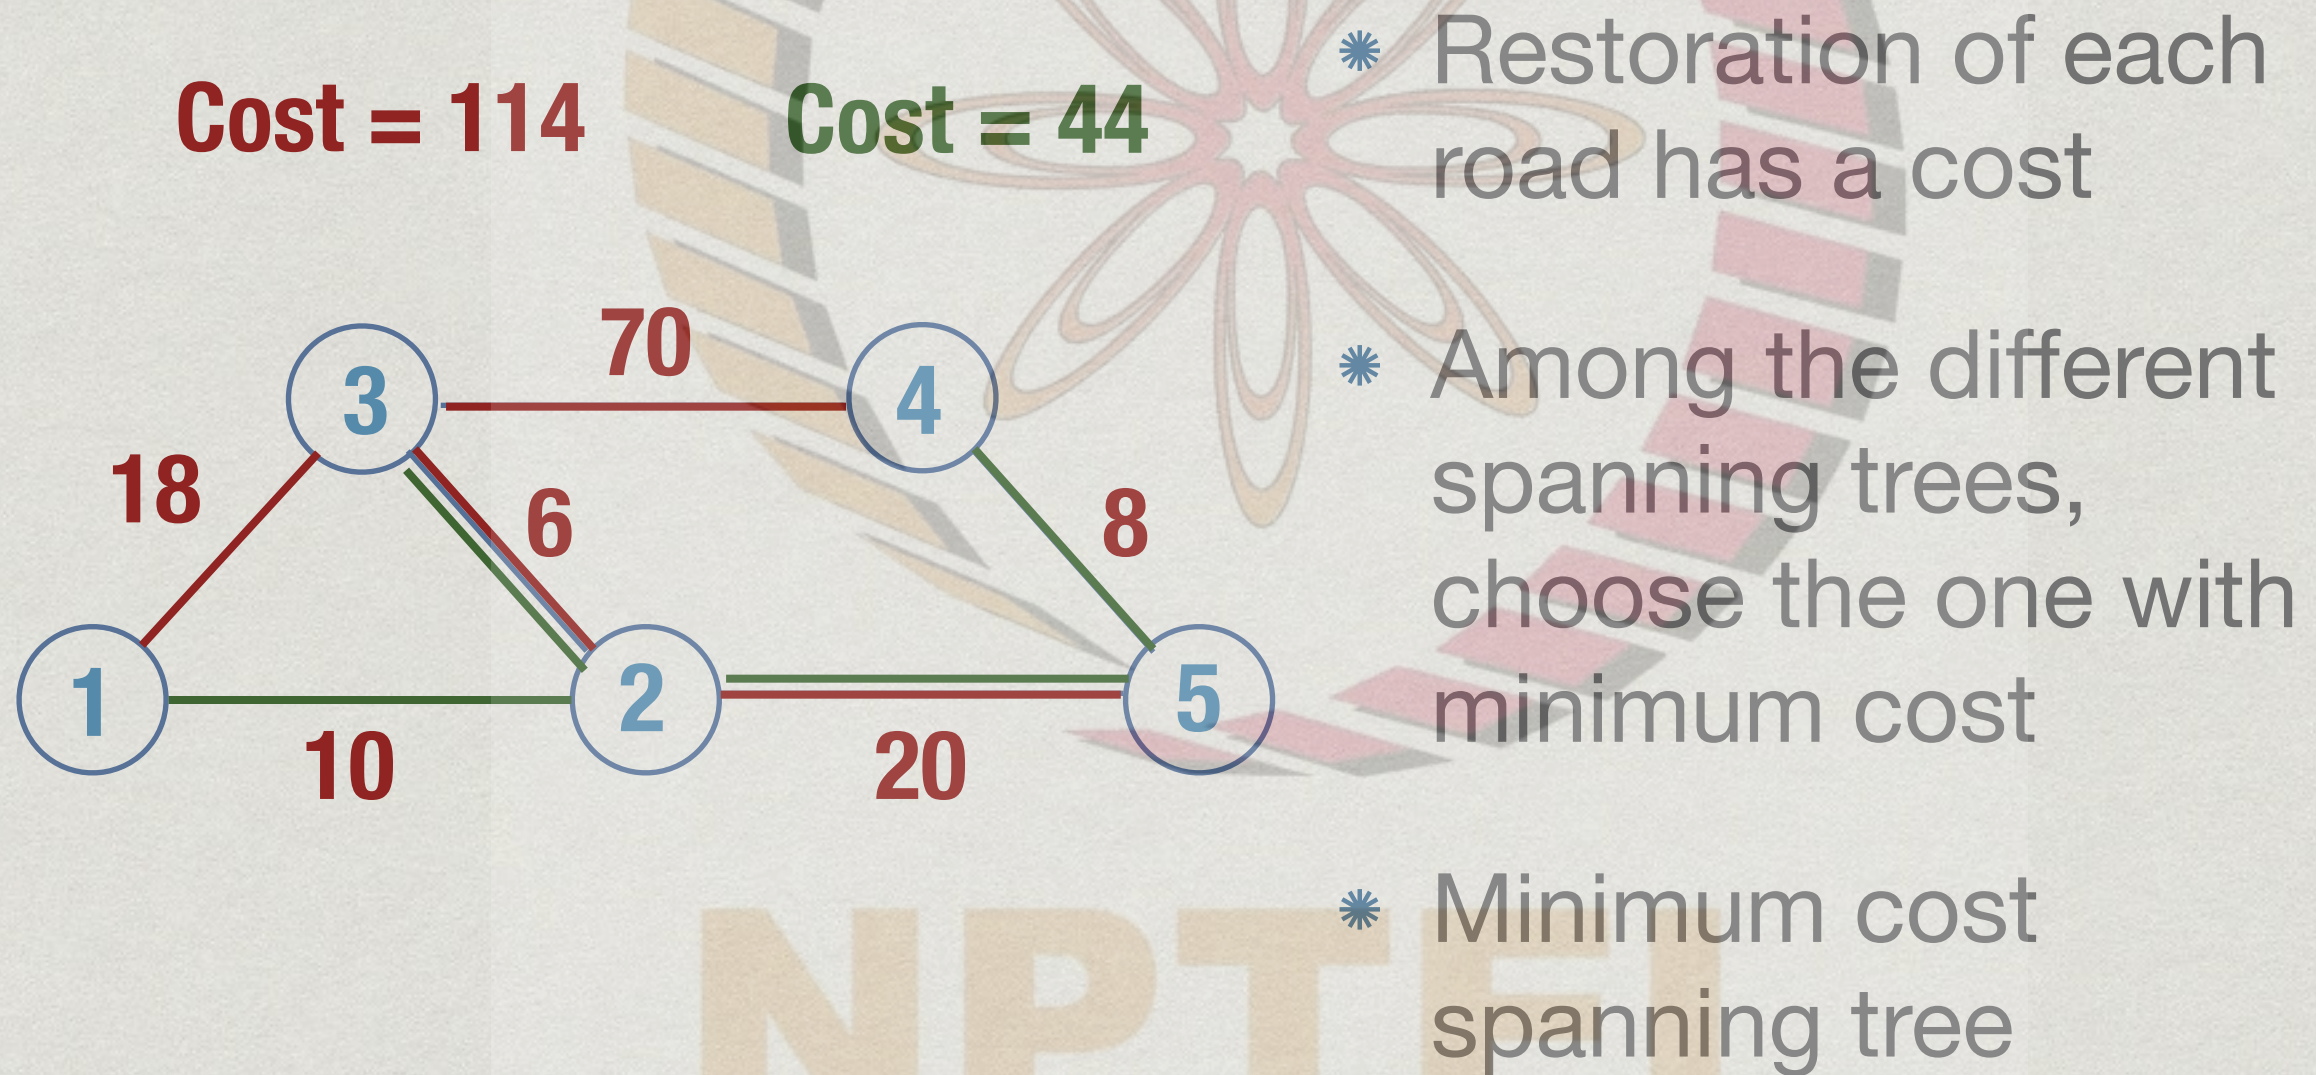 Cost = 114
Cost = 44
70
3
4
18
6
8
1
2
5
10
20
Restoration of each
road has a cost
Among the different
spanning trees,
choose the one with
minimum cost
Minimum cost
spanning tree
NPTEL